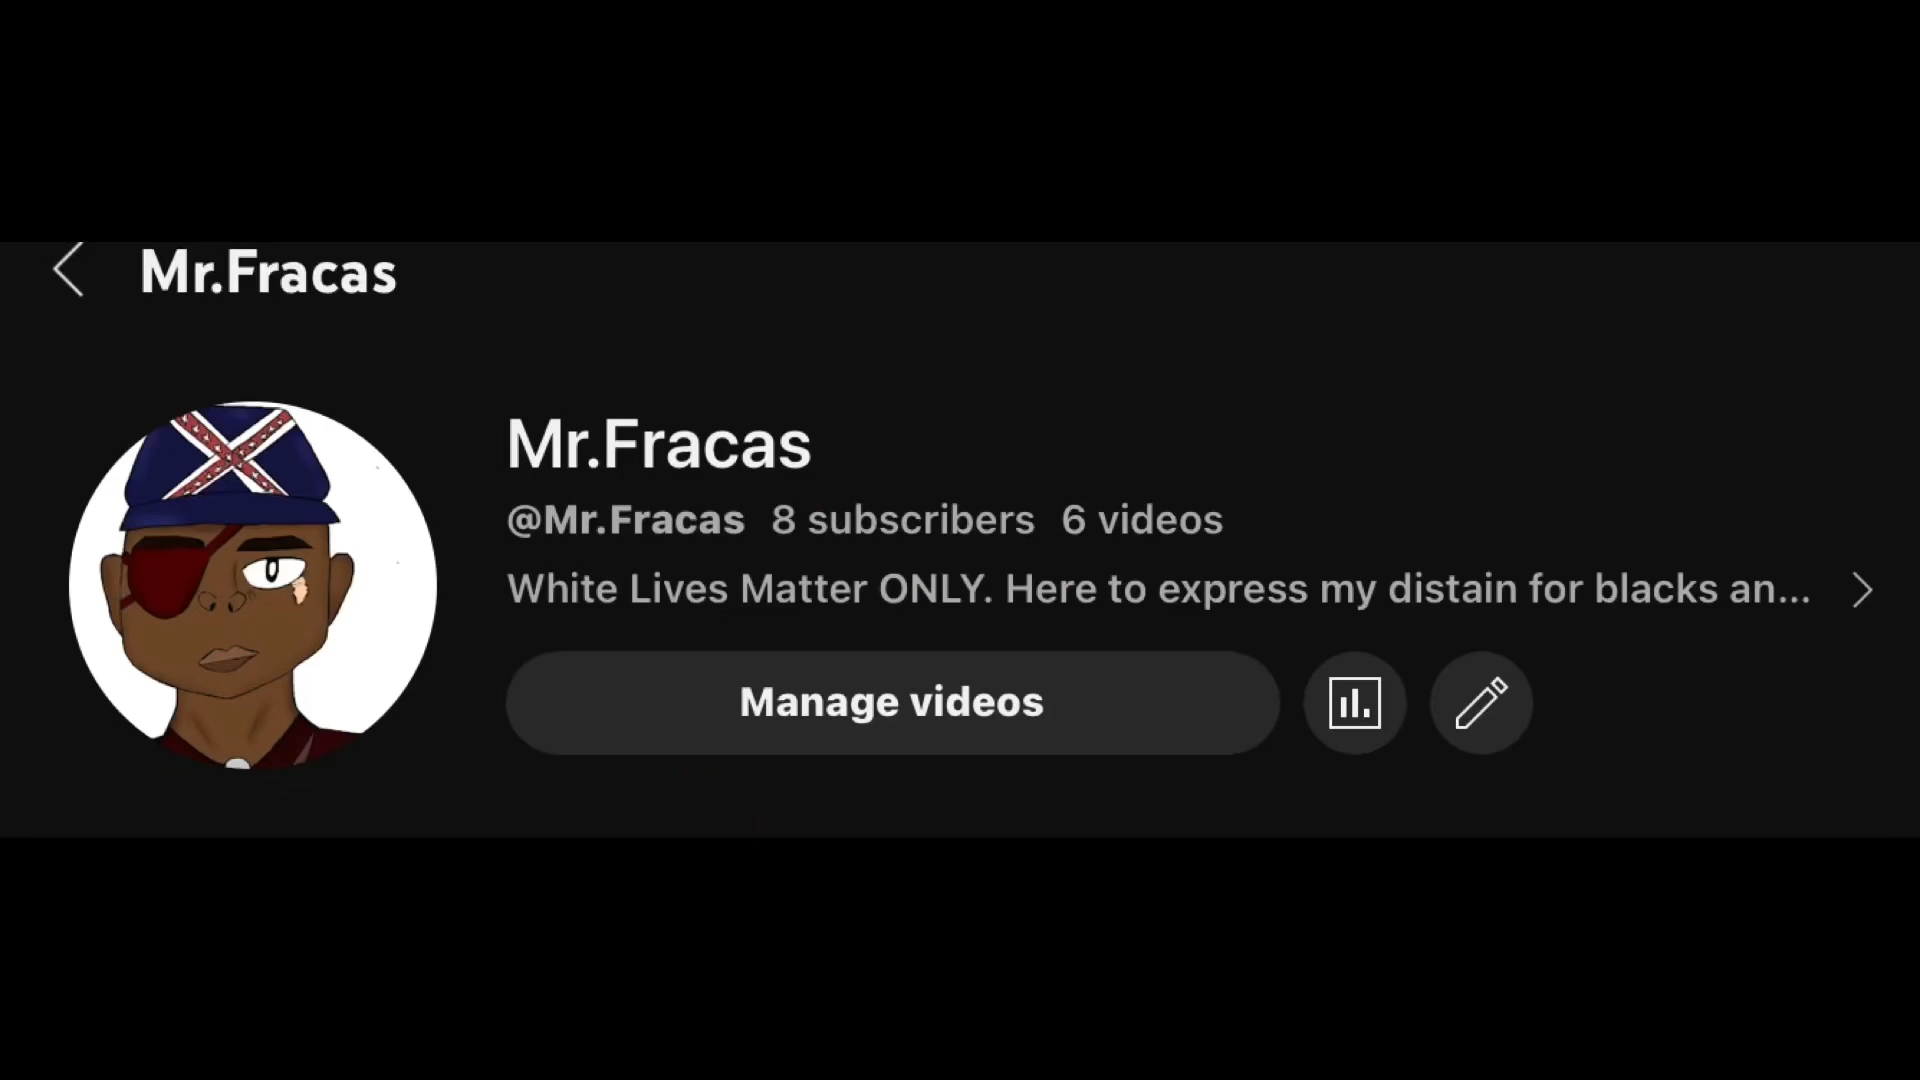 Mr.Fracas
Mr.Fracas
@Mr.Fracas 8 subscribers 6 videos
White Lives Matter ONLY. Here to express my distain for blacks an...
Manage videos